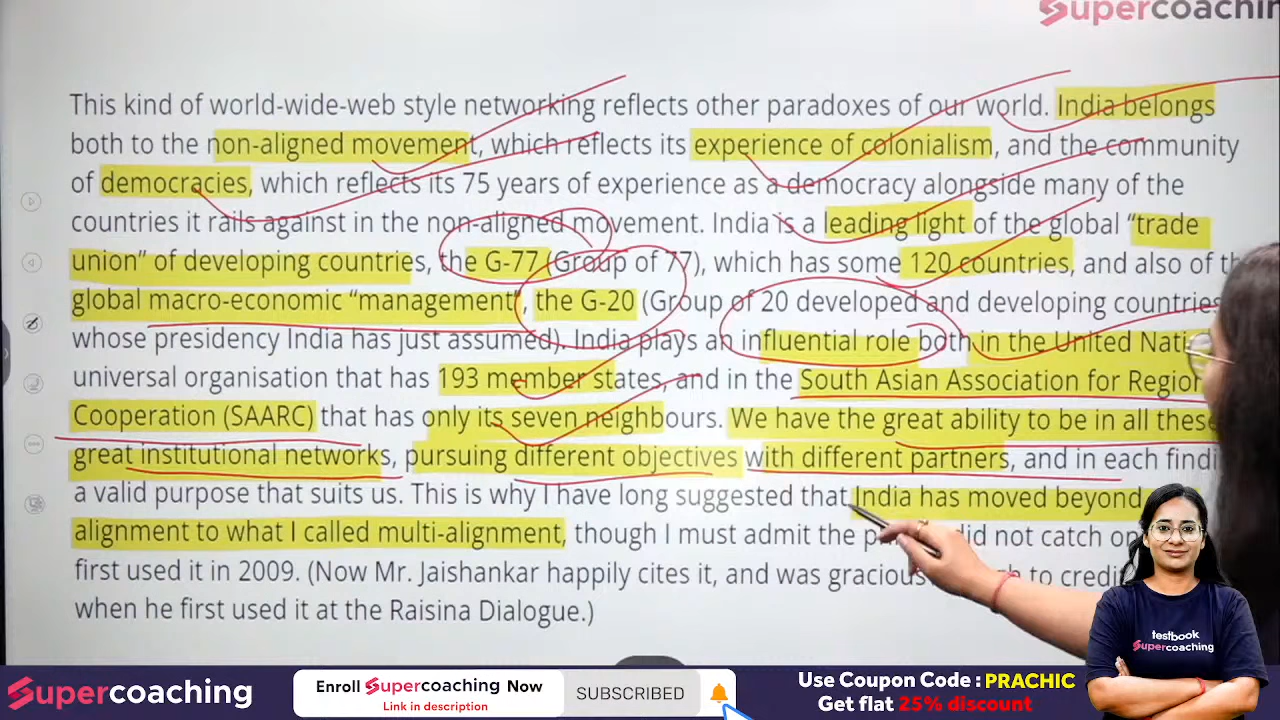 Supercoachin
This kind of world-wide-web style networking reflects other paradoxes of our world. India belongs
both to the non-aligned movement, which reflects its experience of colonialism, and the community
of democracies, which reflects its 75 years of experience as a democracy alongside many of the
countries it rails against in the non-aligned movement. India is a leading light of the global “trade
union” of developing countries, the G-77 (Group of 77), which has some 120 countries, and also of th
global macro-economic “management”, the G-20 (Group of 20 developed and developing countries
whose presidency India has just assumed). India plays an influential role both in the United Nati
universal organisation that has 193 member states, and in the South Asian Association for Region
Cooperation (SAARC) that has only its seven neighbours. We have the great ability to be in all these
great institutional networks, pursuing different objectives with different partners, and in each findi
a valid purpose that suits us. This is why I have long suggested that India has moved beyond
alignment to what I called multi-alignment, though I must admit the did not catch on
first used it in 2009. (Now Mr. Jaishankar happily cites it, and was gracious to credi
when he first used it at the Raisina Dialogue.)
testbook
Supercoaching
Supercoaching
Enroll Supercoaching Now
Link in description
SUBSCRIBED
Use Coupon Code : PRACHIC
Get flat 25% discount